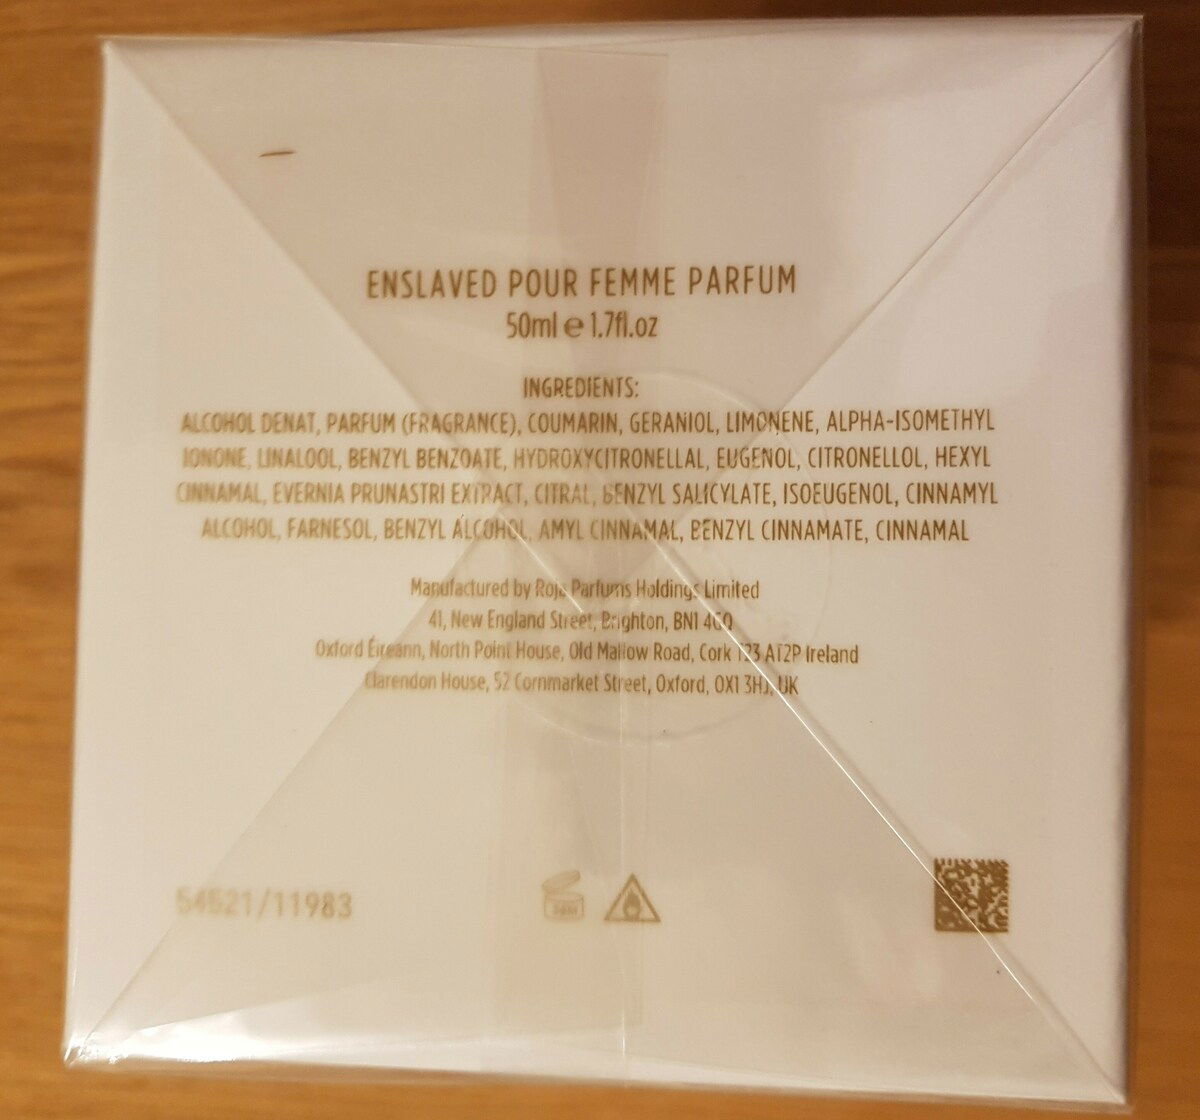 ENSLAVED POUR FEMME PARFUM
50ml e 1.7fl.oz
INGREDIENTS:
ALCOHOL DENAT, PARFUM (FRAGRANCE), COUMARIN, GERANIOL, LIMONENE, ALPHA-ISOMETHYL
IONONE, LINALOOL, BENZYL BENZOATE, HYDROXYCITRONELLAL, EUGENOL, CITRONELLOL, HEXYL
CINNAMAL, EVERNIA PRUNASTRI EXTRACT, CITRAL, BENZYL SALICYLATE, ISOEUGENOL, CINNAMYL
ALCOHOL, FARNESOL, BENZYL ALCOHOL, AMYL CINNAMAL, BENZYL CINNAMATE, CINNAMAL
Manufactured by Roja Parfums Holdings Limited
41, New England Street, Brighton, BN1 4GQ
Oxford Éireann, North Point House, Old Mallow Road, Cork T23 AT2P Ireland
Clarendon House, 52 Cornmarket Street, Oxford, OX1 3HJ, UK
54521/11983